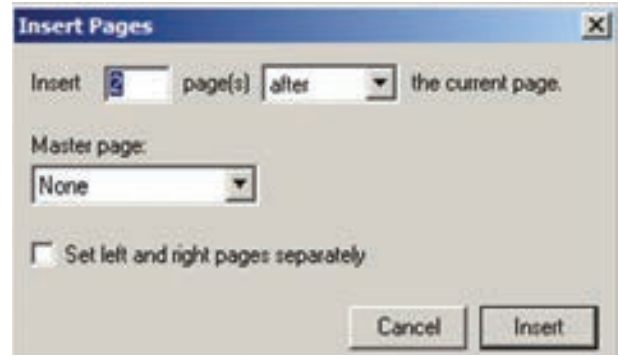 Insert Pages
Insert 2 page(s) after the current page.
Master page:
None
Set left and right pages separately
Cancel Insert